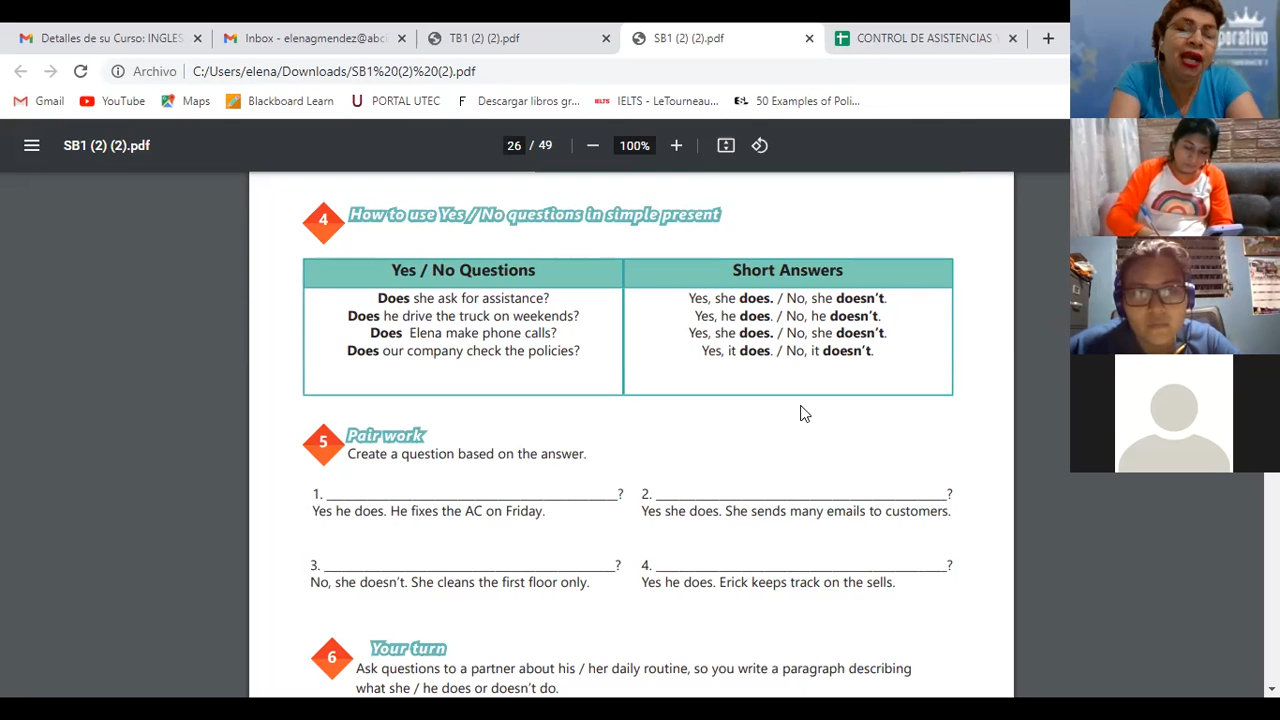 Detalles de su Curso: INGLES
Inbox - elenagmendez@abc
TB1 (2) (2).pdf
SB1 (2) (2).pdf
CONTROL DE ASISTENCIAS Y
Archivo
C:/Users/elena/Downloads/SB1%20(2)%20(2).pdf
Gmail
YouTube
Maps
Blackboard Learn
U PORTAL UTEC
F Descargar libros gr...
IELTS IELTS - LeTourneau...
ESL 50 Examples of Poli...
SB1 (2) (2).pdf
26 / 49
100%
4 How to use Yes / No questions in simple present
Yes / No Questions
Does she ask for assistance?
Does he drive the truck on weekends?
Does Elena make phone calls?
Does our company check the policies?
Short Answers
Yes, she does. / No, she doesn't.
Yes, he does. / No, he doesn't.
Yes, she does. / No, she doesn't.
Yes, it does. / No, it doesn't.
5 Pair work
Create a question based on the answer.
1. ______________________________________?
Yes he does. He fixes the AC on Friday.
2. ______________________________________?
Yes she does. She sends many emails to customers.
3. ______________________________________?
No, she doesn't. She cleans the first floor only.
4. ______________________________________?
Yes he does. Erick keeps track on the sells.
6 Your turn
Ask questions to a partner about his / her daily routine, so you write a paragraph describing
what she / he does or doesn't do.